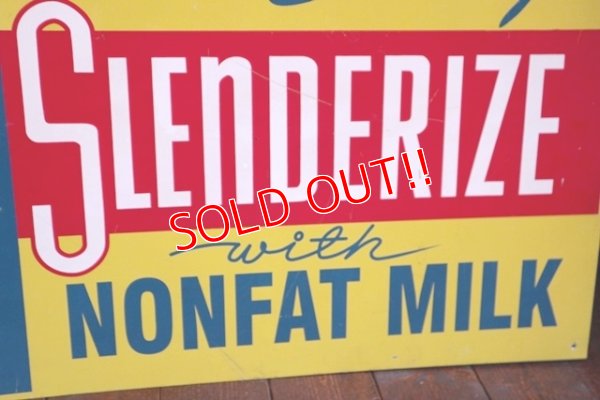 SLENDERIZE
SOLD OUT!!
with
NONFAT MILK